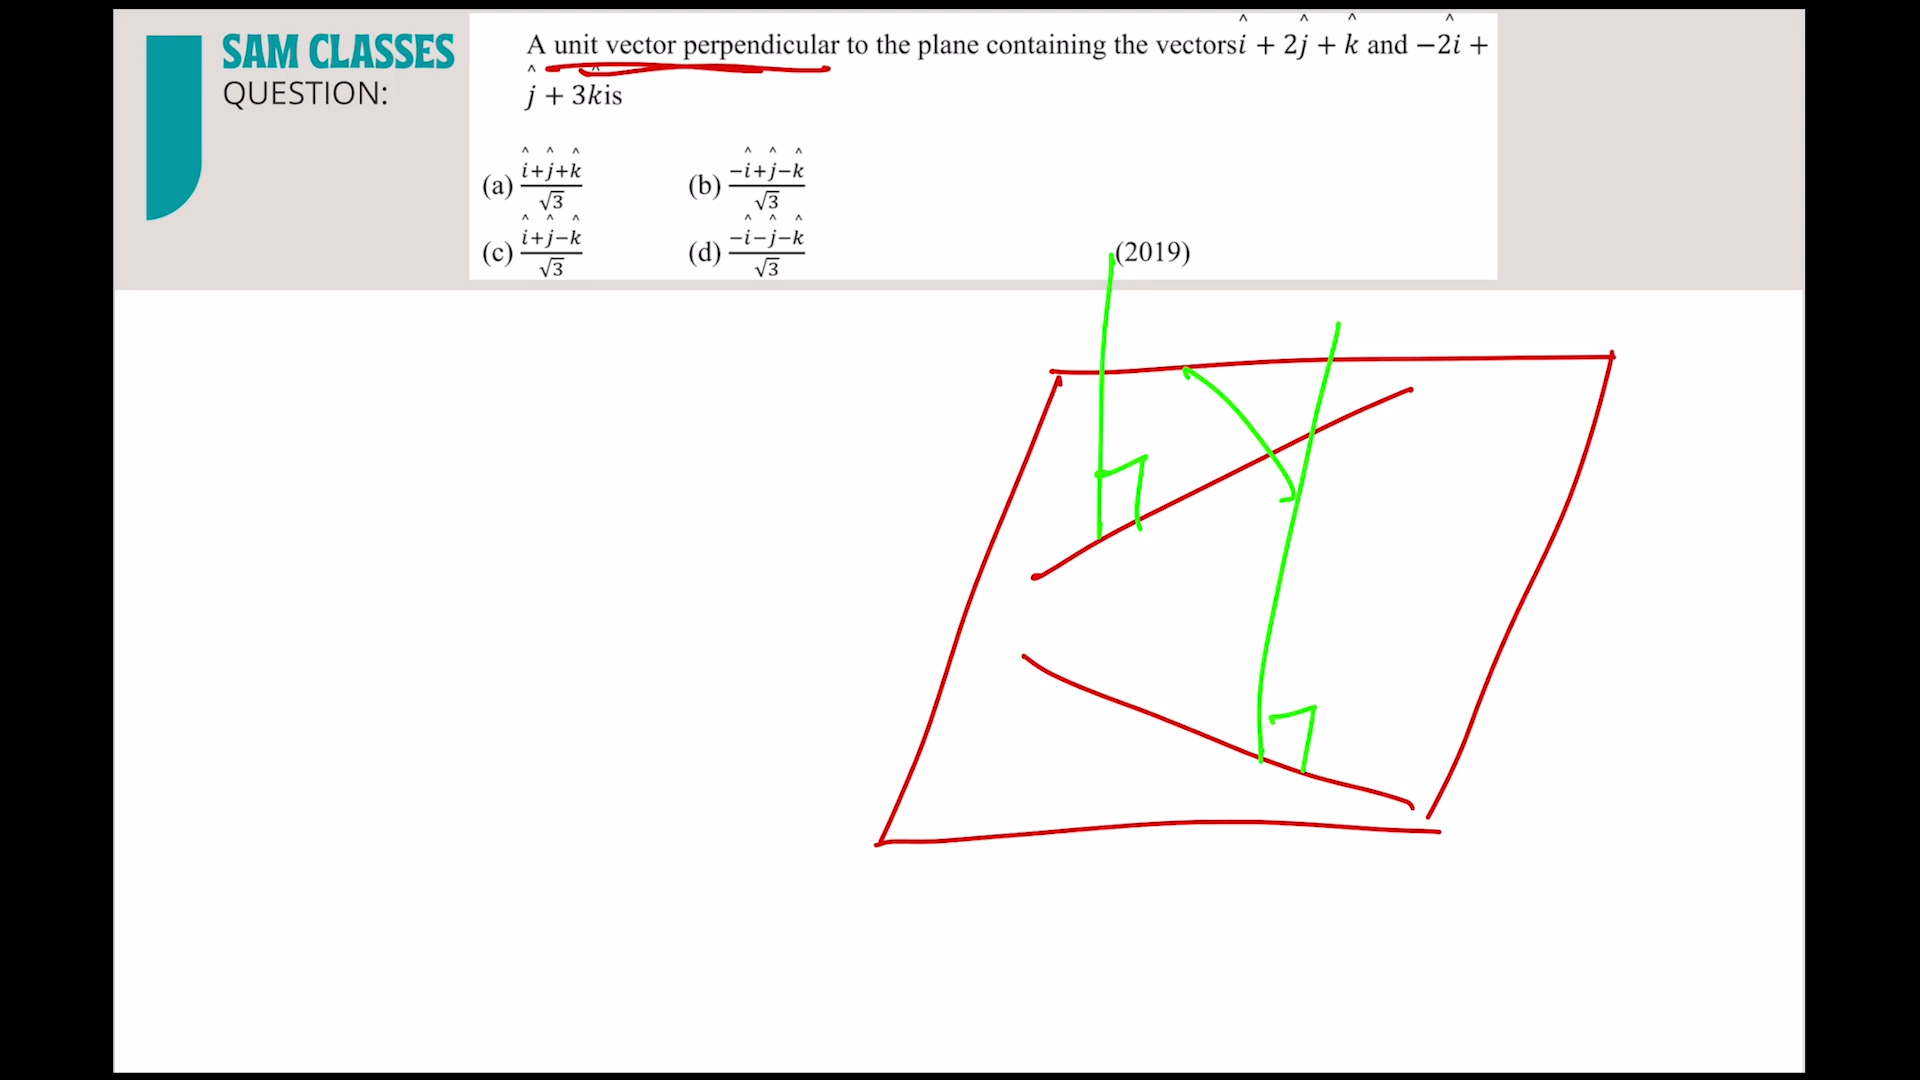 SAM CLASSES
QUESTION:
A unit vector perpendicular to the plane containing the vectors𝑖̂ + 2𝑗̂ + 𝑘̂ and −2𝑖̂ +
𝑗̂ + 3𝑘̂is
(a) (𝑖̂+𝑗̂+𝑘̂)/√3 (b) (−𝑖̂+𝑗̂−𝑘̂)/√3
(c) (𝑖̂+𝑗̂−𝑘̂)/√3 (d) (−𝑖̂−𝑗̂−𝑘̂)/√3 (2019)